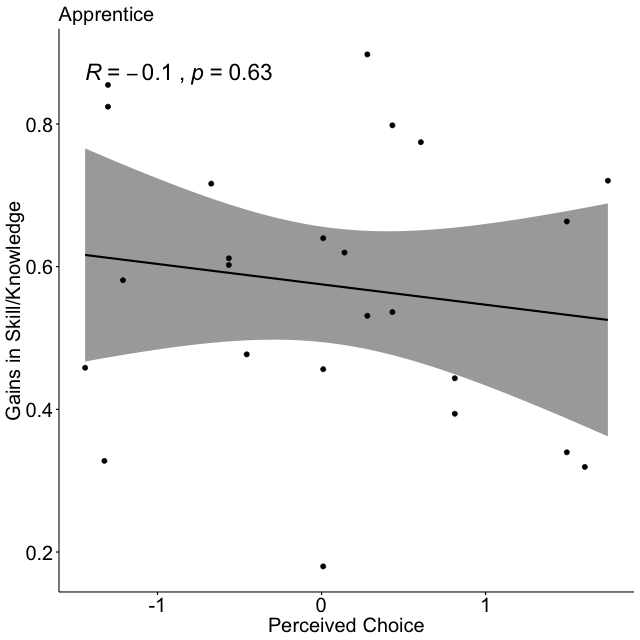 Apprentice
R = −0.1 , p = 0.63
Gains in Skill/Knowledge
0.8
0.6
0.4
0.2
-1 0 1
Perceived Choice